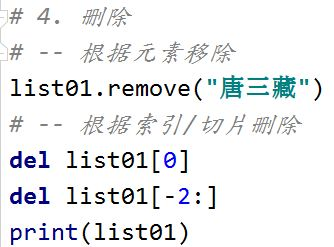 # 4. 删除
# -- 根据元素移除
list01.remove("唐三藏")
# -- 根据索引/切片删除
del list01[0]
del list01[-2:]
print(list01)